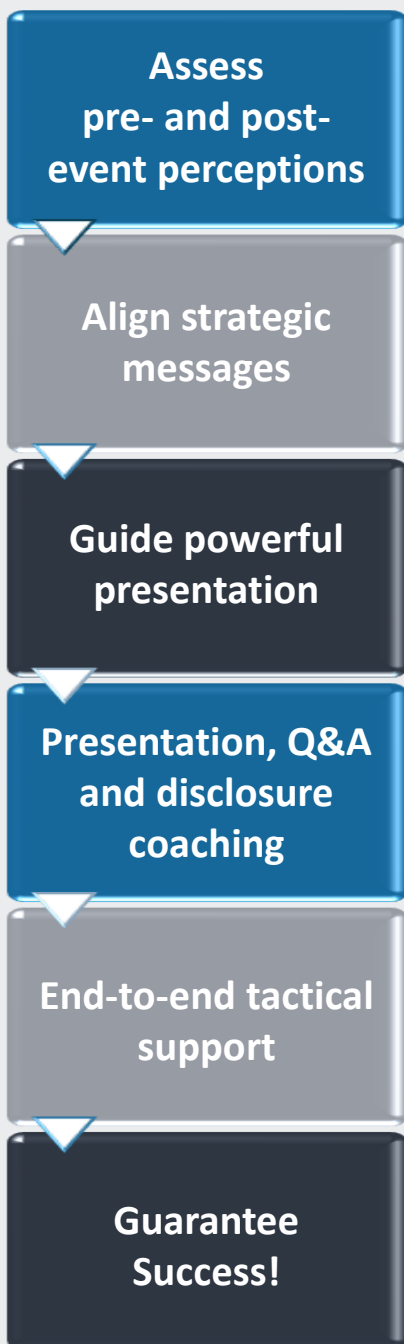 Assess
pre- and post-
event perceptions
Align strategic
messages
Guide powerful
presentation
Presentation, Q&A
and disclosure
coaching
End-to-end tactical
support
Guarantee
Success!